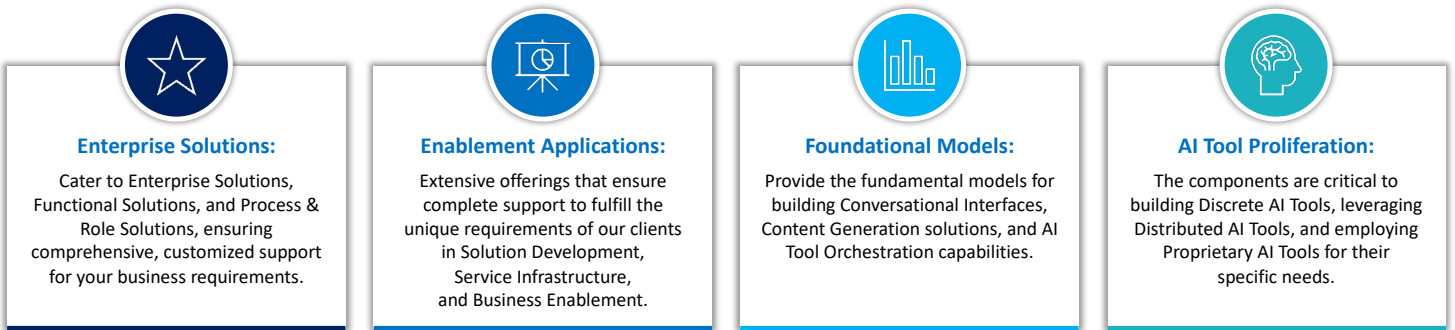 Enterprise Solutions:
Cater to Enterprise Solutions,
Functional Solutions, and Process &
Role Solutions, ensuring
comprehensive, customized support
for your business requirements.
Enablement Applications:
Extensive offerings that ensure
complete support to fulfill the
unique requirements of our clients
in Solution Development,
Service Infrastructure,
and Business Enablement.
Foundational Models:
Provide the fundamental models for
building Conversational Interfaces,
Content Generation solutions, and AI
Tool Orchestration capabilities.
AI Tool Proliferation:
The components are critical to
building Discrete AI Tools, leveraging
Distributed AI Tools, and employing
Proprietary AI Tools for their
specific needs.